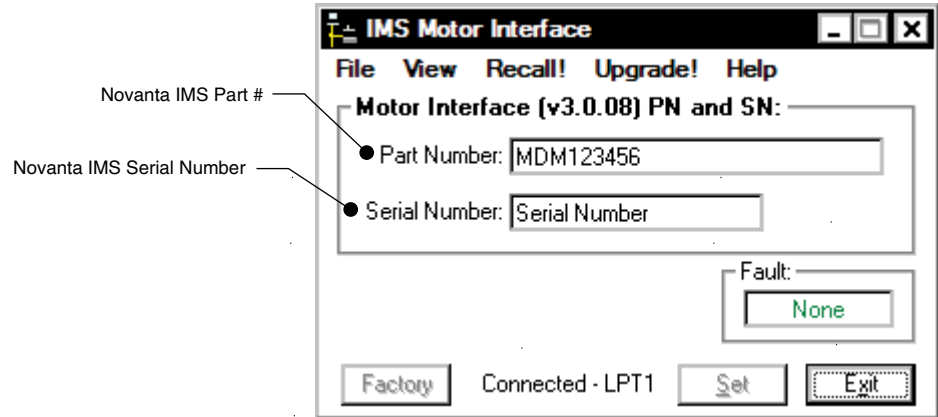 IMS Motor Interface
File View Recall! Upgrade! Help
Novanta IMS Part #
Motor Interface (v3.0.08) PN and SN:
Part Number: MDM123456
Novanta IMS Serial Number
Serial Number: Serial Number
Fault:
None
Factory Connected - LPT1 Set Exit